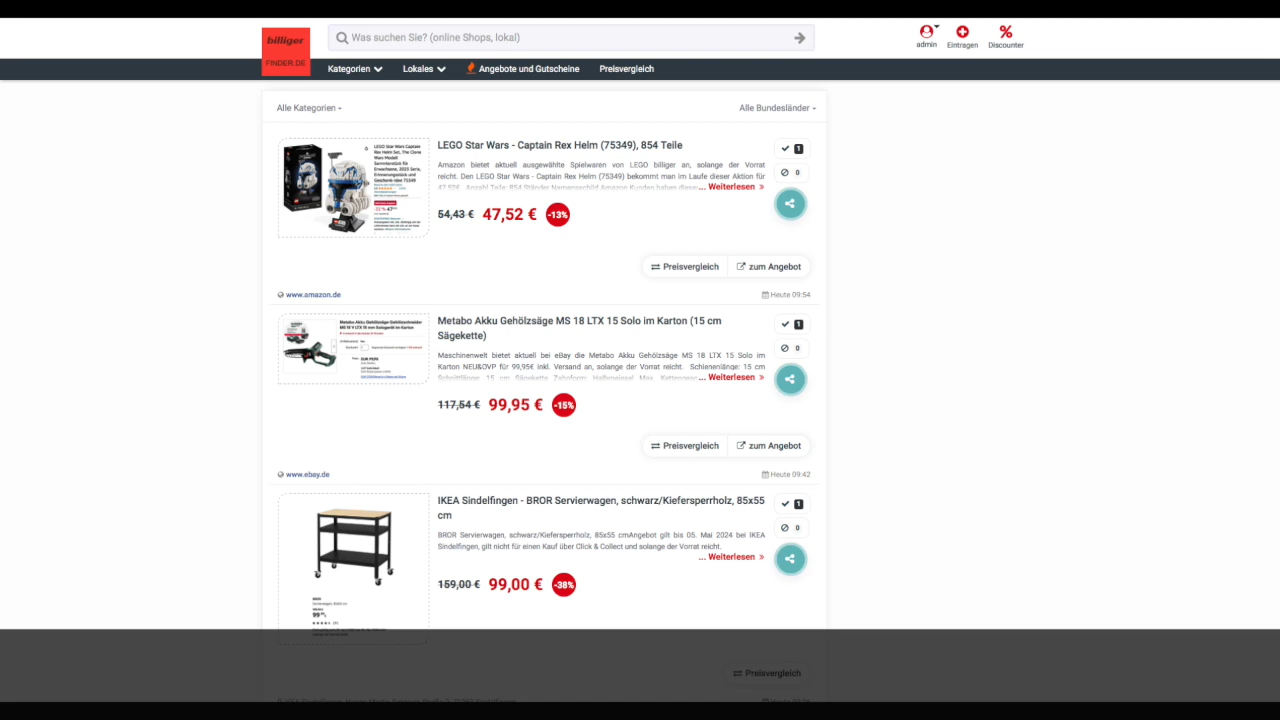 billiger
FINDER.DE
Was suchen Sie? (online Shops, lokal)
admin
Eintragen
Discounter
Kategorien
Lokales
Angebote und Gutscheine
Preisvergleich
Alle Kategorien
Alle Bundesländer
LEGO Star Wars - Captain Rex Helm (75349), 854 Teile
Amazon bietet aktuell ausgewählte Spielwaren von LEGO billiger an, solange der Vorrat
reicht. Den LEGO Star Wars - Captain Rex Helm (75349) bekommt man im Laufe dieser Aktion für
... Weiterlesen »
1
0
54,43 € 47,52 € -13%
Preisvergleich
zum Angebot
www.amazon.de
Heute 09:54
Metabo Akku Gehölzsäge MS 18 LTX 15 Solo im Karton (15 cm
Sägekette)
Maschinenwelt bietet aktuell bei eBay die Metabo Akku Gehölzsäge MS 18 LTX 15 Solo im
Karton NEU&OVP für 99,95€ inkl. Versand an, solange der Vorrat reicht. Schienenlänge: 15 cm
... Weiterlesen »
1
0
117,54 € 99,95 € -15%
Preisvergleich
zum Angebot
www.ebay.de
Heute 09:42
IKEA Sindelfingen - BROR Servierwagen, schwarz/Kiefersperrholz, 85x55
cm
BROR Servierwagen, schwarz/Kiefersperrholz, 85x55 cmAngebot gilt bis 05. Mai 2024 bei IKEA
Sindelfingen, gilt nicht für einen Kauf über Click & Collect und solange der Vorrat reicht.
... Weiterlesen »
1
0
159,00 € 99,00 € -38%
Preisvergleich